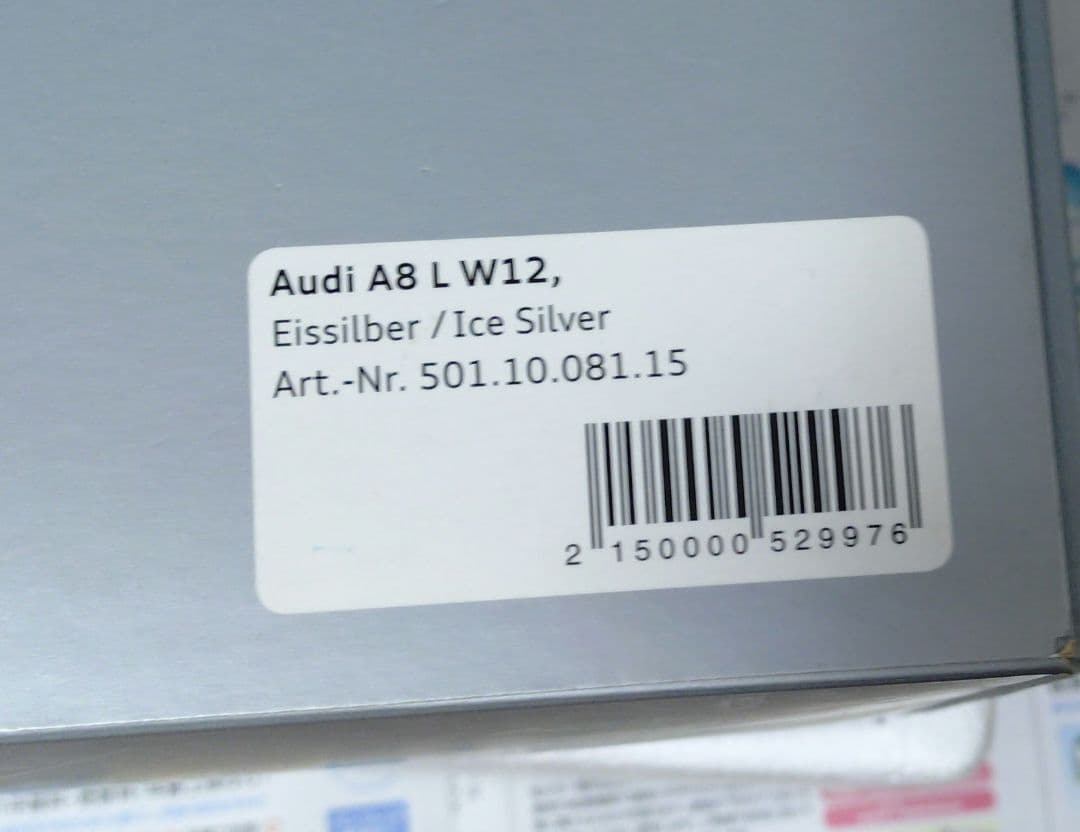 Audi A8 L W12,
Eissilber / Ice Silver
Art.-Nr. 501.10.081.15
2 150000 529976